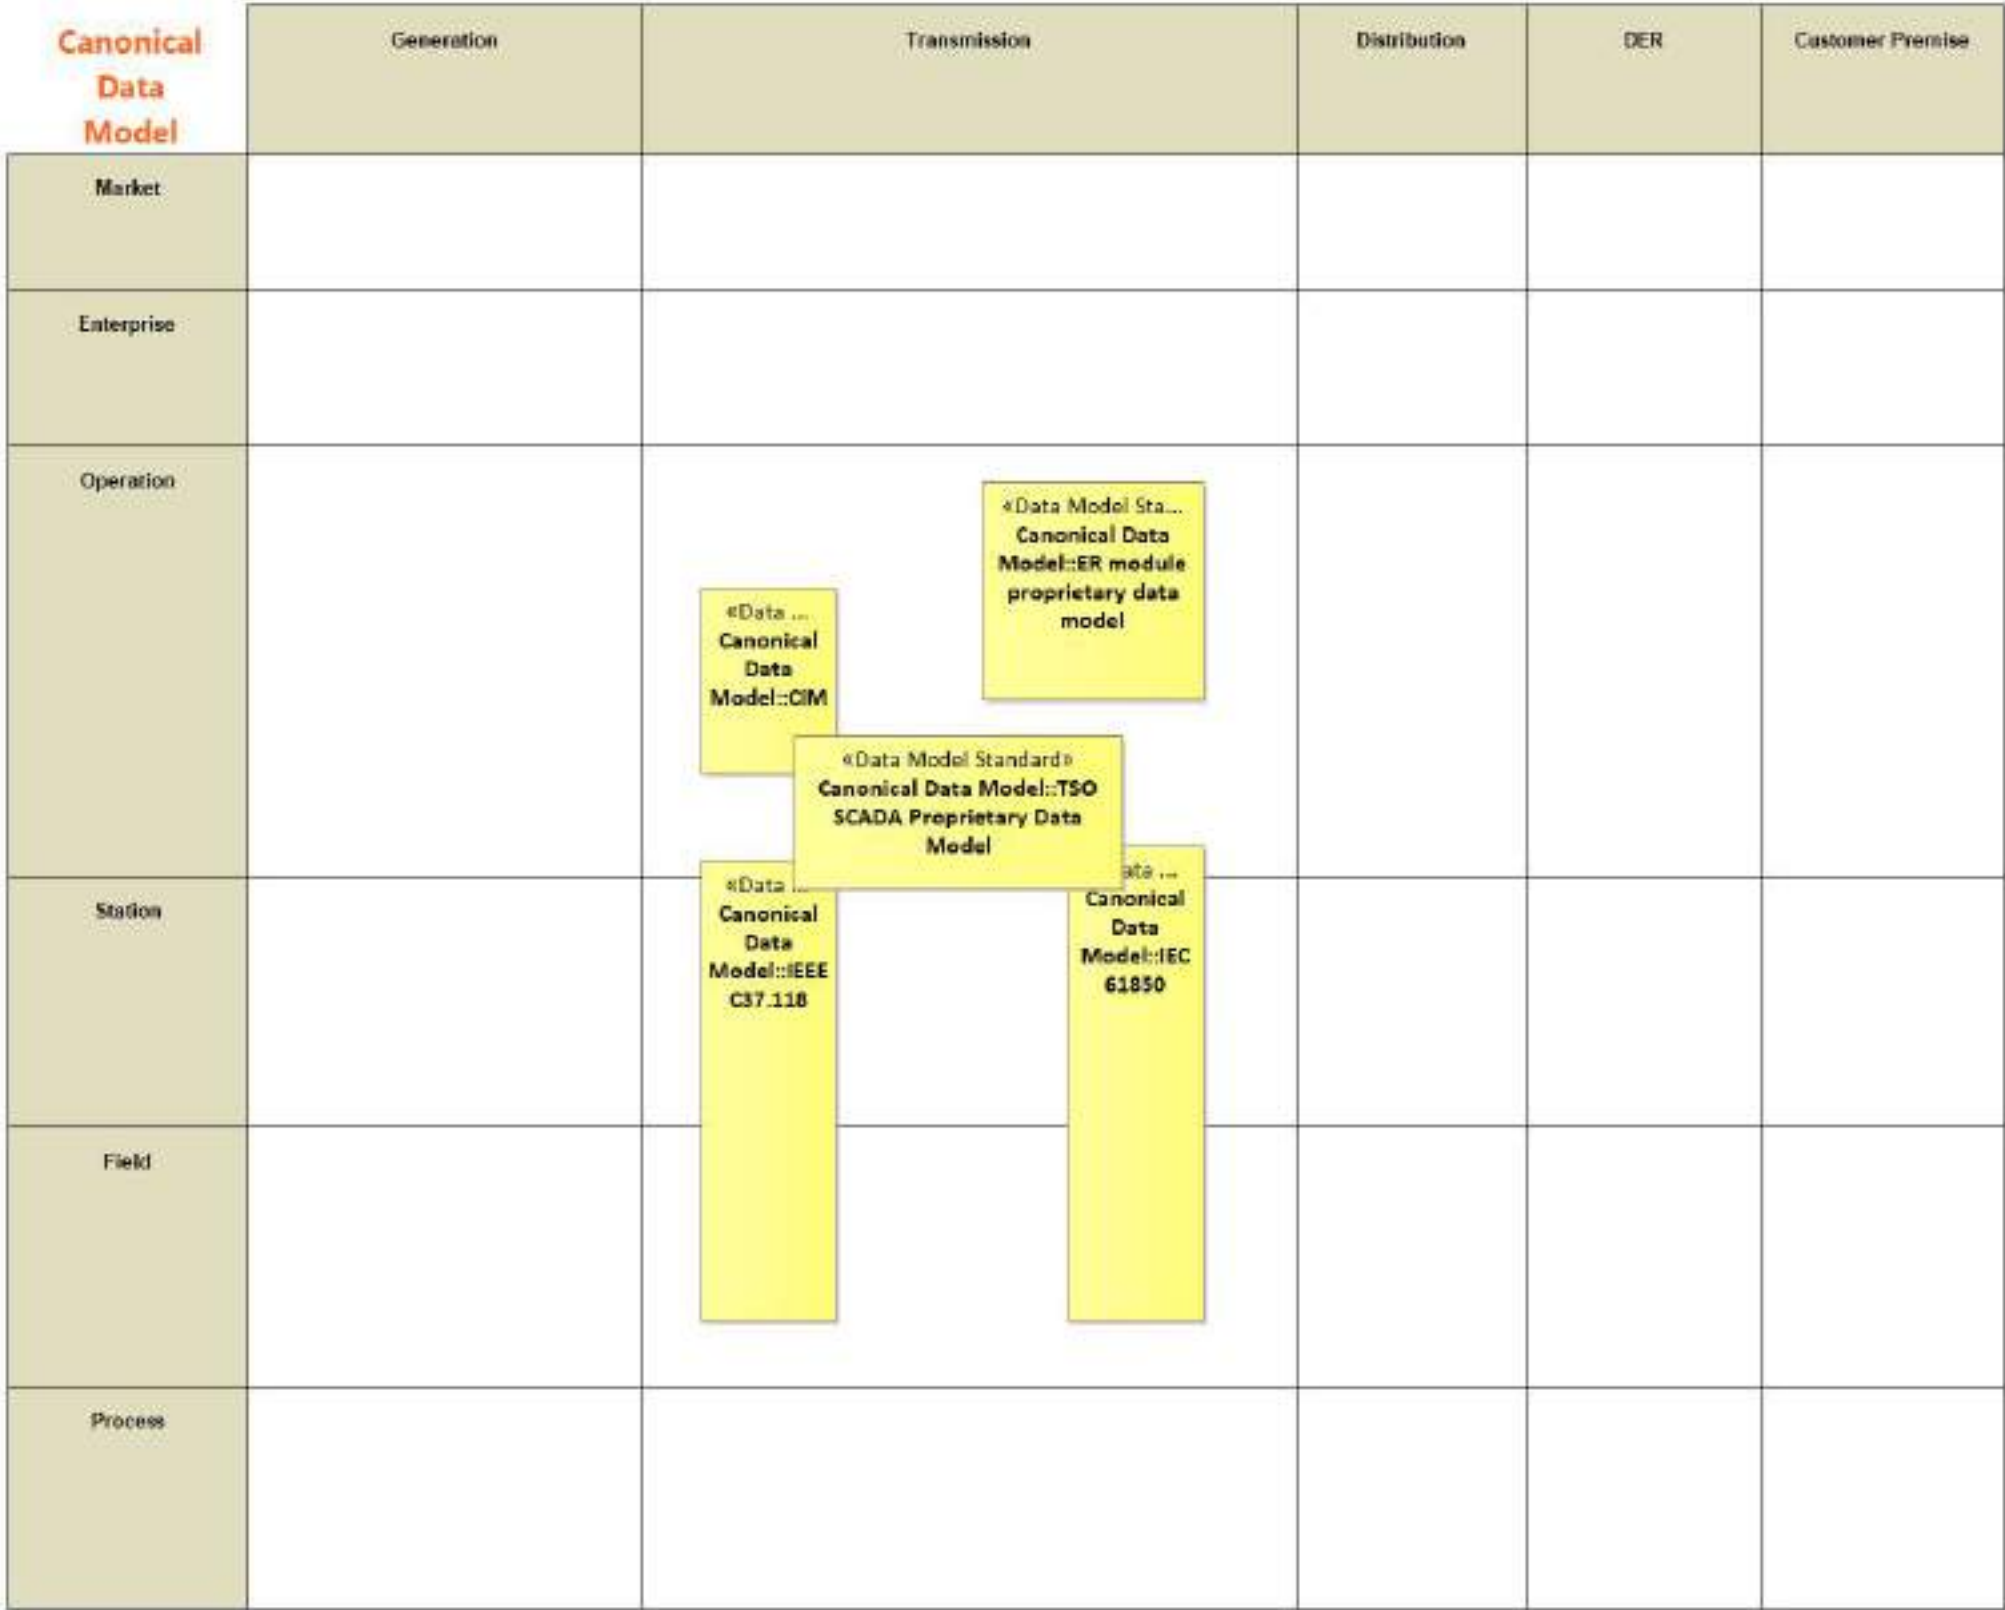 Canonical
Data
Model
Generation
Transmission
Distribution
DER
Customer Premise
Market
Enterprise
Operation
«Data Model Sta...
Canonical Data
Model::ER module
proprietary data
model
«Data ...
Canonical
Data
Model::CIM
«Data Model Standard»
Canonical Data Model::TSO
SCADA Proprietary Data
Model
Station
«Data ...
Canonical
Data
Model::IEEE
C37.118
ata ...
Canonical
Data
Model::IEC
61850
Field
Process